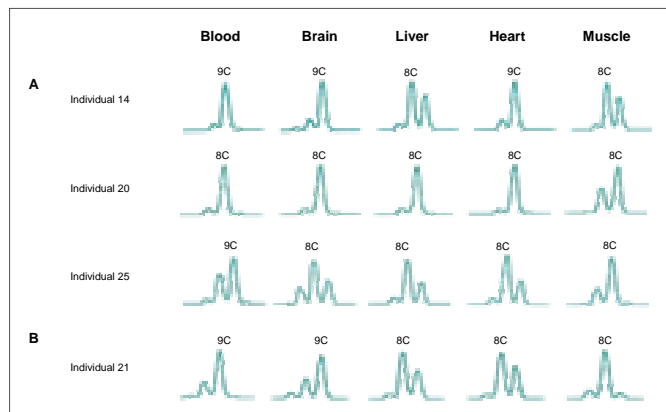 Blood Brain Liver Heart Muscle
A
9C 9C 8C 9C 8C
Individual 14
8C 8C 8C 8C 8C
Individual 20
9C 8C 8C 8C 8C
Individual 25
B
9C 9C 8C 8C 8C
Individual 21